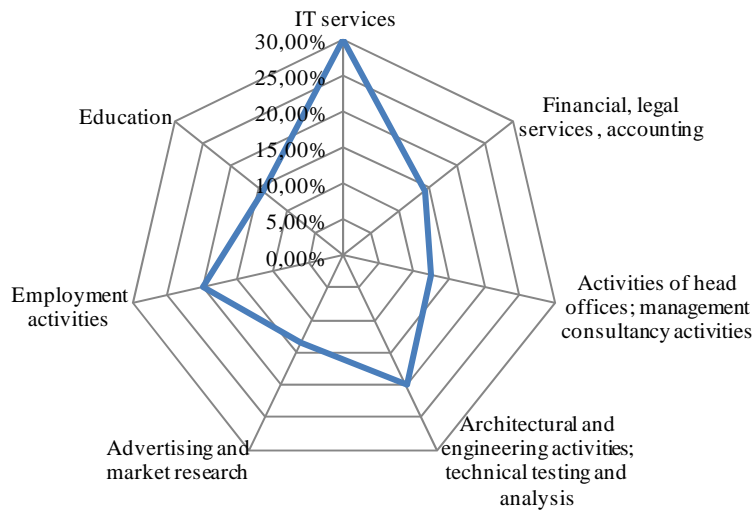 IT services
30,00%
25,00%
20,00%
15,00%
10,00%
5,00%
0,00%
Financial, legal
services , accounting
Activities of head
offices; management
consultancy activities
Architectural and
engineering activities;
technical testing and
analysis
Advertising and
market research
Employment
activities
Education